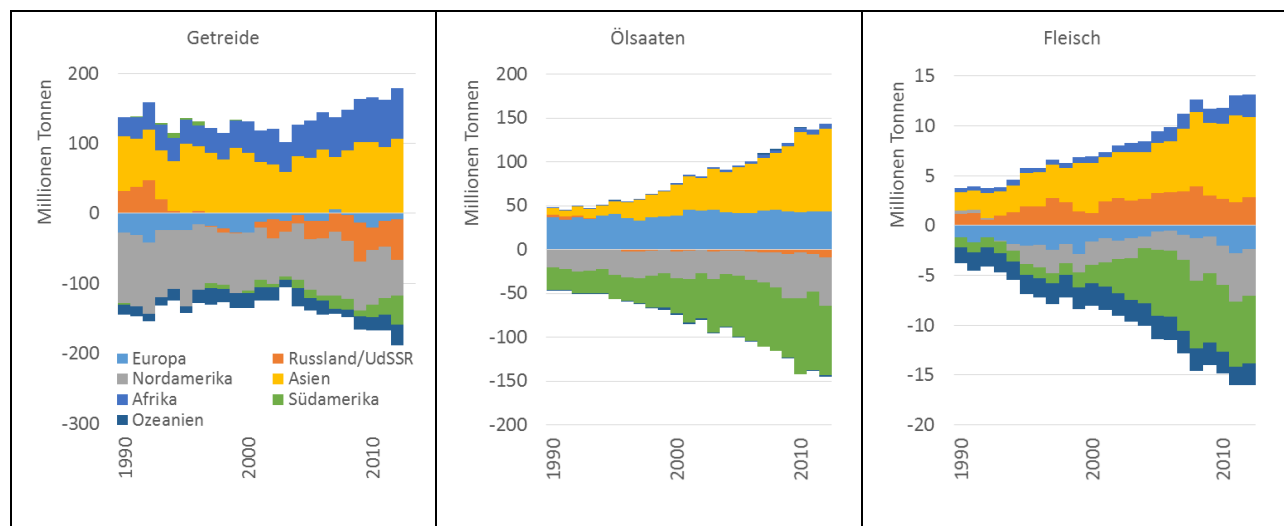 Getreide
Millionen Tonnen
200
100
0
-100
-200
-300
Europa
Russland/UdSSR
Nordamerika
Asien
Afrika
Südamerika
Ozeanien
1990
2000
2010
Ölsaaten
Millionen Tonnen
200
150
100
50
0
-50
-100
-150
-200
1990
2000
2010
Fleisch
Millionen Tonnen
15
10
5
0
-5
-10
-15
-20
1990
2000
2010